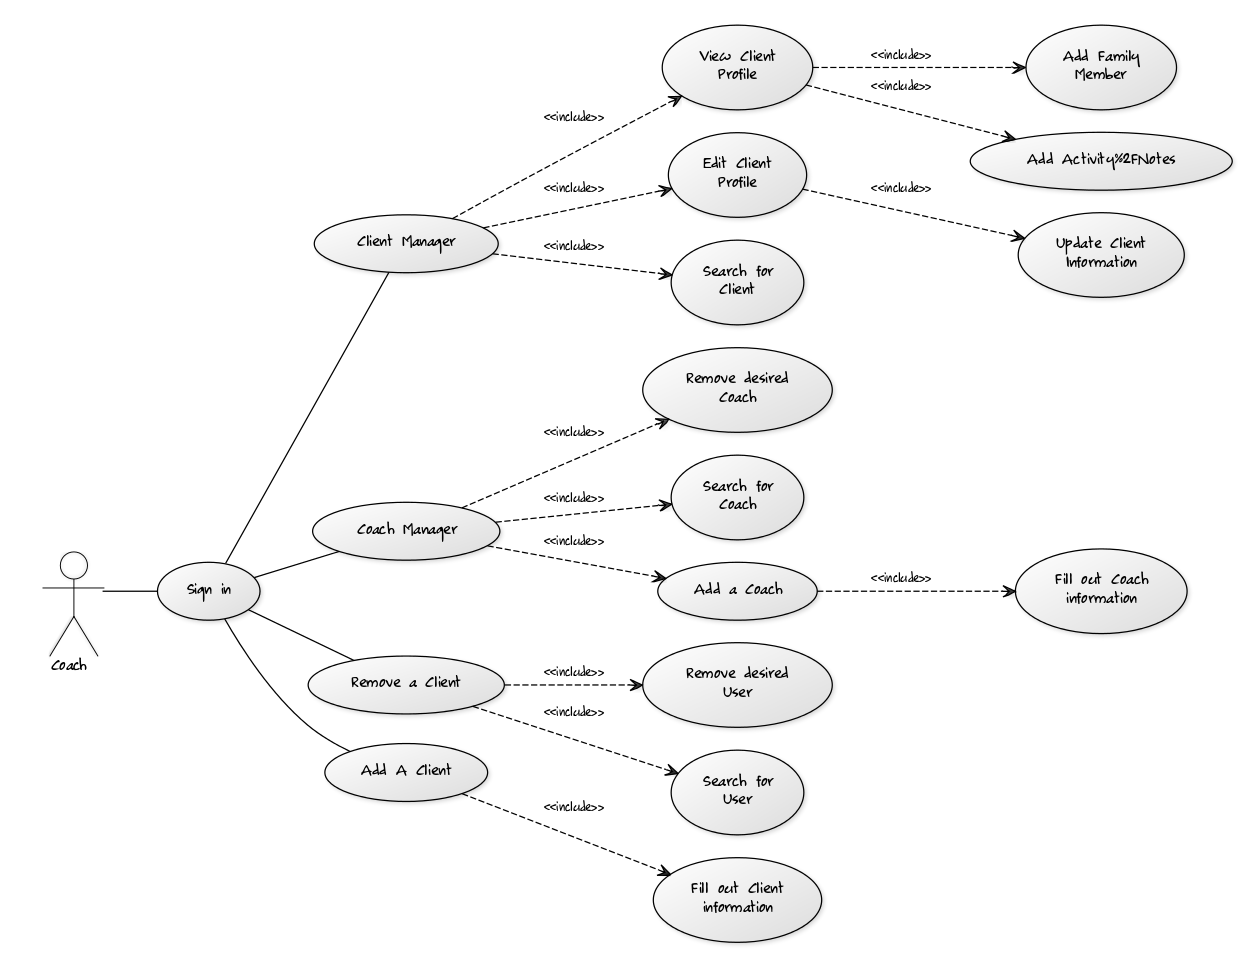 View Client
Profile
<<include>>
Add Family
Member
<<include>>
<<include>>
Edit Client
Profile
Add Activity%2FNotes
<<include>>
<<include>>
Client Manager
<<include>>
Update Client
Information
Search for
Client
Remove desired
Coach
<<include>>
Search for
Coach
<<include>>
Coach Manager
<<include>>
Coach
Sign in
Add a Coach
<<include>>
Fill out Coach
information
Remove a Client
<<include>>
Remove desired
User
<<include>>
Add A Client
Search for
User
<<include>>
Fill out Client
information